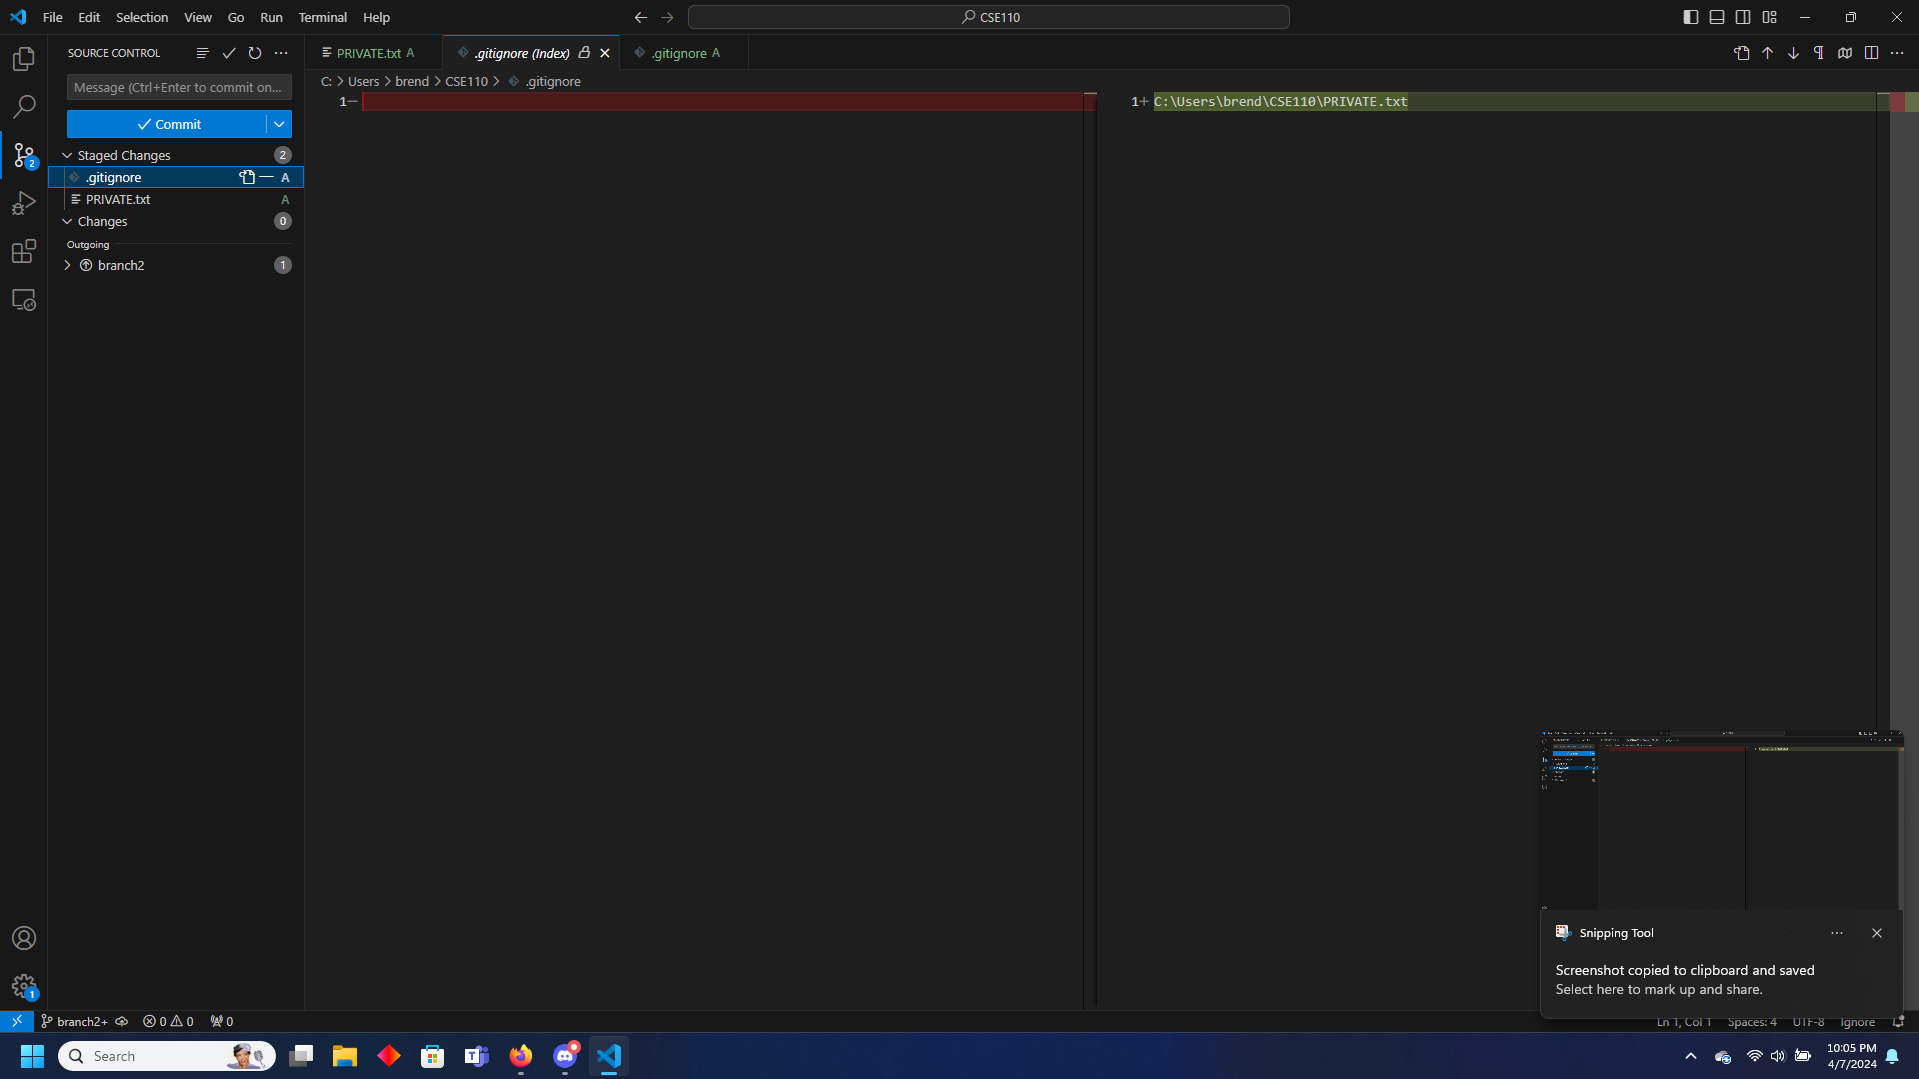 File Edit Selection View Go Run Terminal Help
CSE110
SOURCE CONTROL
PRIVATE.txt A
.gitignore (Index)
.gitignore A
C: > Users > brend > CSE110 > .gitignore
Message (Ctrl+Enter to commit on...
Commit
Staged Changes 2
.gitignore A
PRIVATE.txt A
Changes 0
Outgoing
branch2 1
1−
1+ C:\Users\brend\CSE110\PRIVATE.txt
2
1
Snipping Tool
Screenshot copied to clipboard and saved
Select here to mark up and share.
branch2+ 0 0 0
Ln 1, Col 1 Spaces: 4 UTF-8 Ignore
Search
10:05 PM
4/7/2024